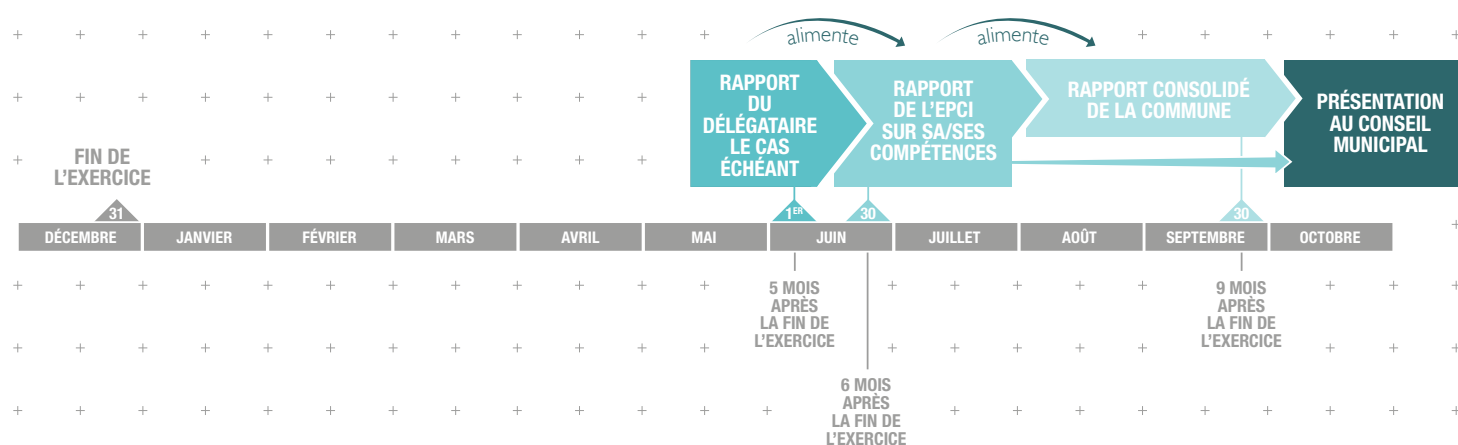 alimente
alimente
RAPPORT
DU
DÉLÉGATAIRE
LE CAS
ÉCHÉANT
RAPPORT
DE L'EPCI
SUR SA/SES
COMPÉTENCES
RAPPORT CONSOLIDÉ
DE LA COMMUNE
PRÉSENTATION
AU CONSEIL
MUNICIPAL
FIN DE
L'EXERCICE
31
1ER
30
30
DÉCEMBRE
JANVIER
FÉVRIER
MARS
AVRIL
MAI
JUIN
JUILLET
AOÛT
SEPTEMBRE
OCTOBRE
5 MOIS
APRÈS
LA FIN DE
L'EXERCICE
6 MOIS
APRÈS
LA FIN DE
L'EXERCICE
9 MOIS
APRÈS
LA FIN DE
L'EXERCICE